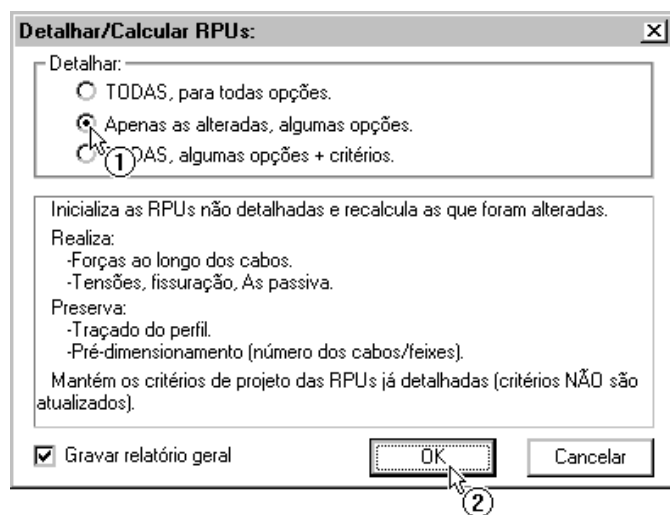 Detalhar/Calcular RPUs:
Detalhar:
TODAS, para todas opções.
Apenas as alteradas, algumas opções.
1
DAS, algumas opções + critérios.
Inicializa as RPUs não detalhadas e recalcula as que foram alteradas.
Realiza:
-Forças ao longo dos cabos.
-Tensões, fissuração, As passiva.
Preserva:
-Traçado do perfil.
-Pré-dimensionamento (número dos cabos/feixes).
Mantém os critérios de projeto das RPUs já detalhadas (critérios NÃO são
atualizados).
Gravar relatório geral
OK
Cancelar
2